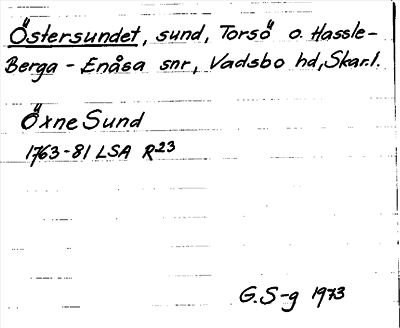 Östersundet, sund, Torsö o. Hassle-
Berga - Enåsa snr, Vadsbo hd, Skar.l.
Öxne Sund
1763-81 LSA R23
G.S-g 1973